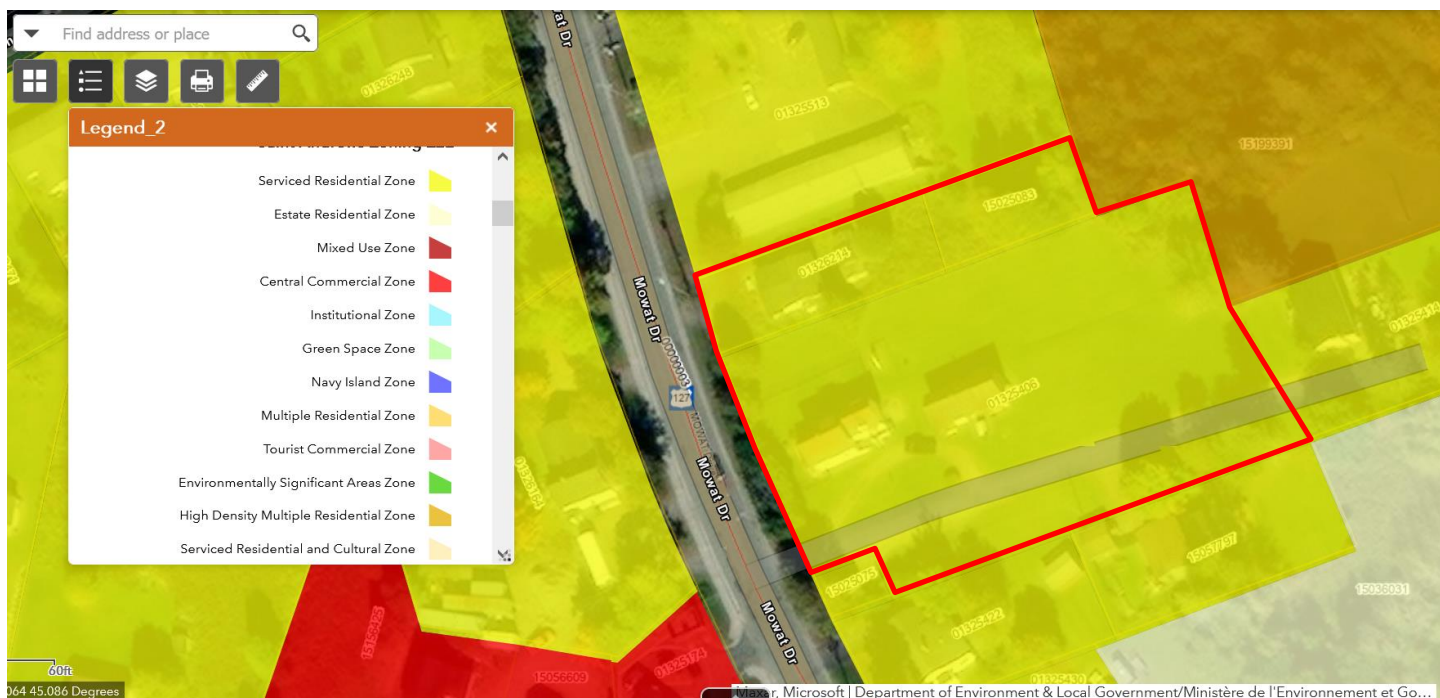 Find address or place
Legend_2
Serviced Residential Zone
Estate Residential Zone
Mixed Use Zone
Central Commercial Zone
Institutional Zone
Green Space Zone
Navy Island Zone
Multiple Residential Zone
Tourist Commercial Zone
Environmentally Significant Areas Zone
High Density Multiple Residential Zone
Serviced Residential and Cultural Zone
01326248
01325513
15199391
15025083
01326214
Mowat Dr
127
01325406
01325414
Mowat Dr
15025075
15057797
15036031
01325422
Mowat Dr
15056609
01325174
01325430
60ft
064 45.086 Degrees
Maxar, Microsoft | Department of Environment & Local Government/Ministère de l'Environnement et Go...